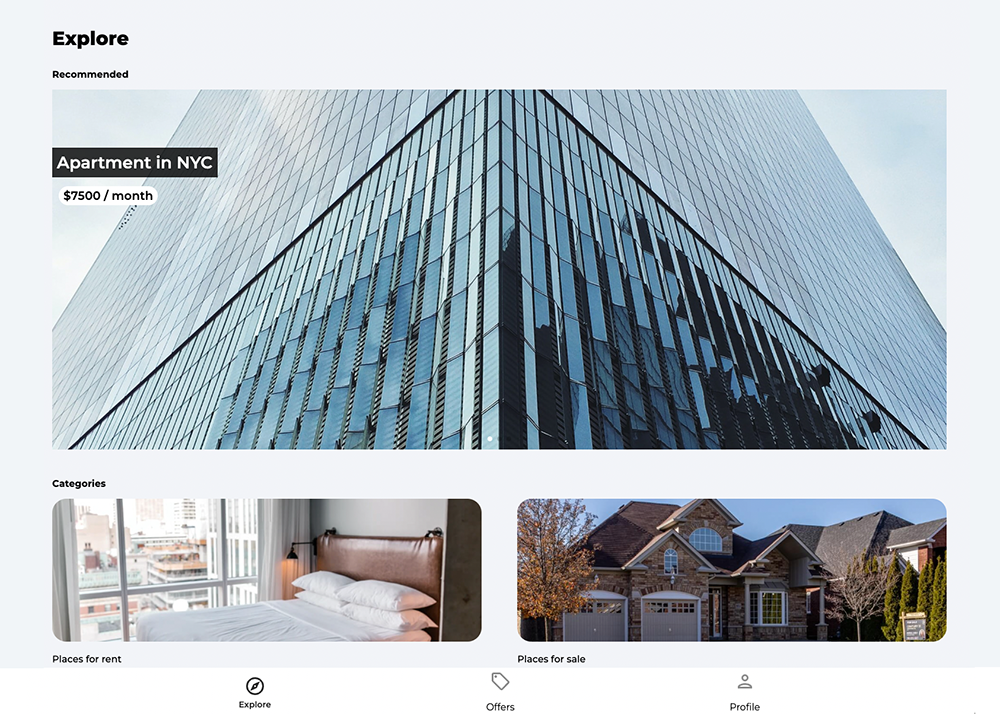 Explore
Recommended
Apartment in NYC
$7500 / month
Categories
Places for rent
Places for sale
Explore
Offers
Profile